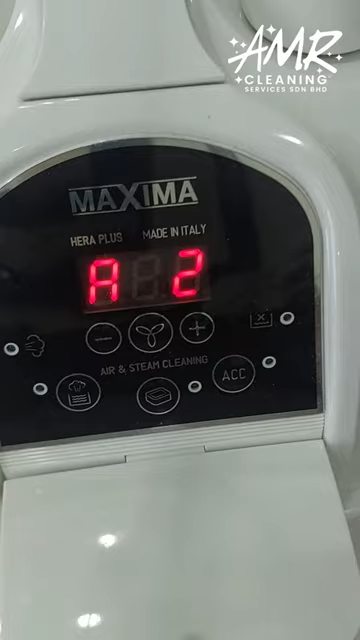 AMR
CLEANING
SERVICES SDN BHD
MAXIMA
HERA PLUS MADE IN ITALY
A 2
AIR & STEAM CLEANING
ACC